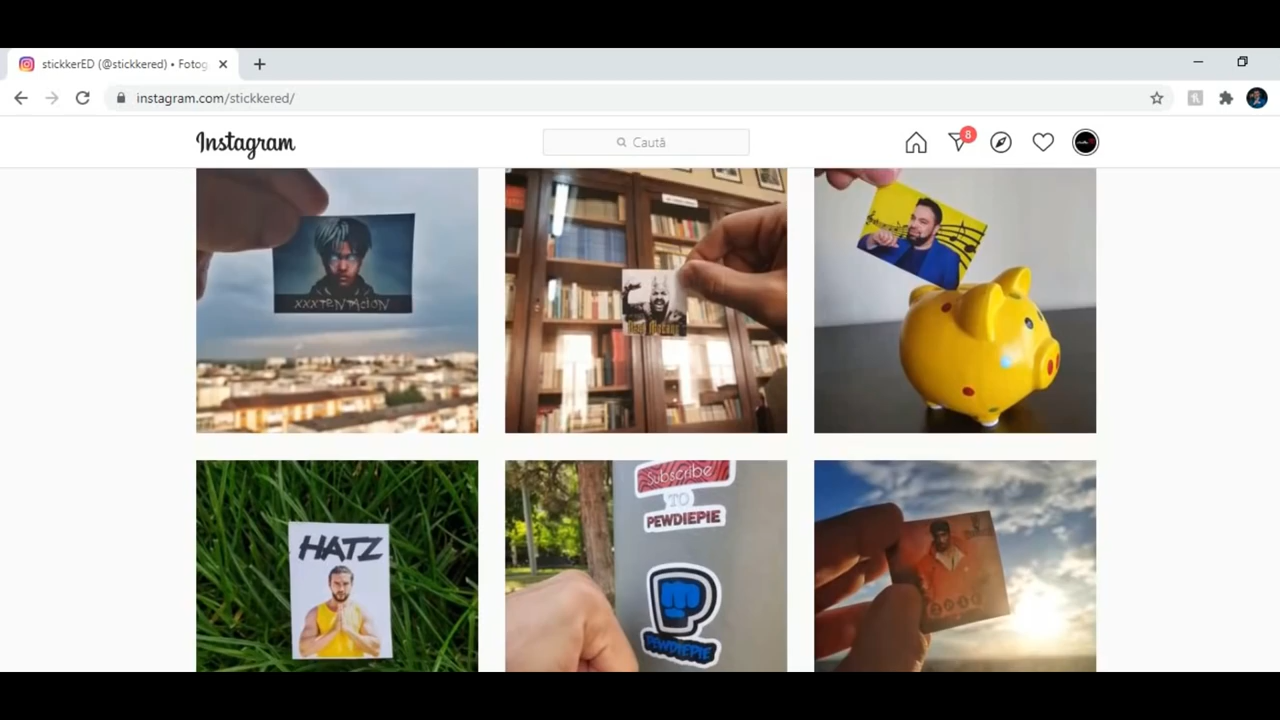 stickkerED (@stickkered) • Fotog
instagram.com/stickkered/
Instagram
Caută
8
XXXTENTACION
HATZ
Subscribe
TO
PEWDIEPIE
PEWDIEPIE